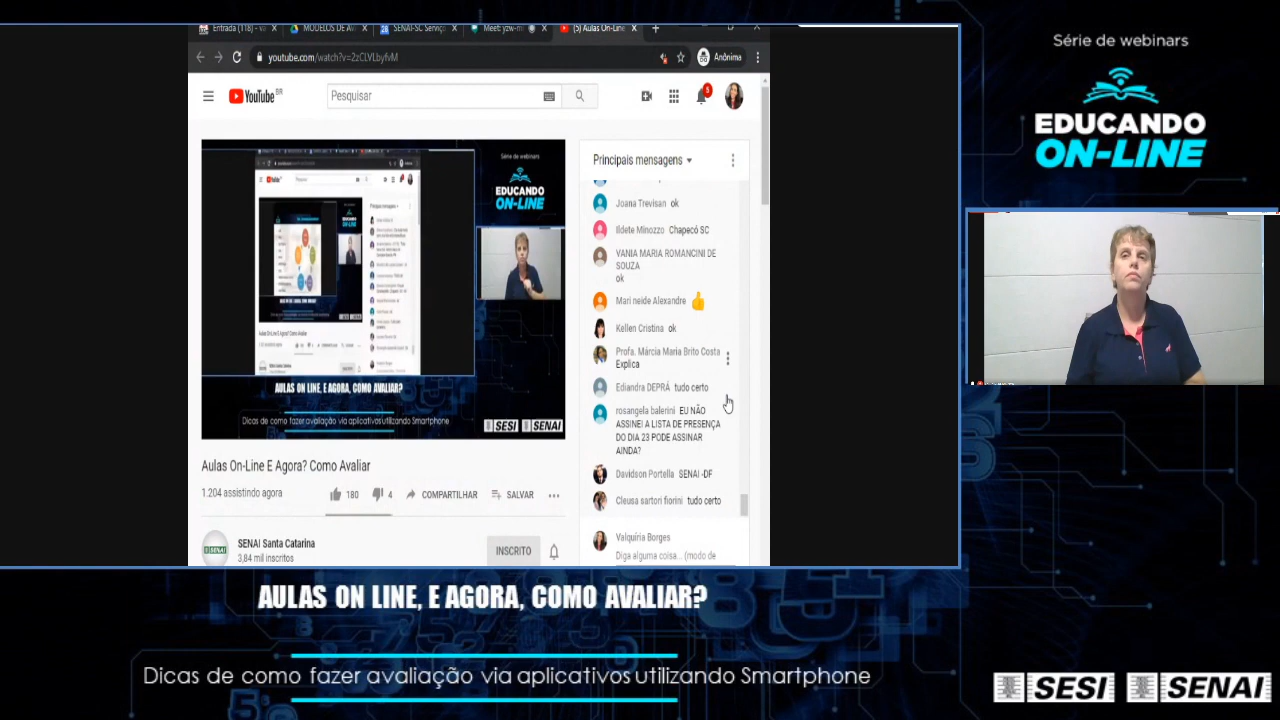 Entrada (118) - va
MODELOS DE AV
SENAI-SC Serviç
Meet: yzw-m
(5) Aulas On-Line
Série de webinars
youtube.com/watch?v=2zCLYLbyfvM
Anônima
YouTube BR
Pesquisar
5
EDUCANDO
ON-LINE
Principais mensagens
Série de webinars
EDUCANDO
ON-LINE
Joana Trevisan ok
Ildete Minozzo Chapecó SC
VANIA MARIA ROMANCINI DE
SOUZA
ok
Mari neide Alexandre 👍
Kellen Cristina ok
Profa. Márcia Maria Brito Costa
Explica
Ediandra DEPRÁ tudo certo
rosangela balerini EU NÃO
ASSINEI A LISTA DE PRESENÇA
DO DIA 23 PODE ASSINAR
AINDA?
Davidson Portella SENAI -DF
Cleusa sartori fiorini tudo certo
AULAS ON LINE, E AGORA, COMO AVALIAR?
Dicas de como fazer avaliação via aplicativos utilizando Smartphone
SESI SENAI
Aulas On-Line E Agora? Como Avaliar
1.204 assistindo agora
180
4
COMPARTILHAR
SALVAR
SENAI
SENAI Santa Catarina
3,84 mil inscritos
INSCRITO
Valquiria Borges
Diga alguma coisa... (modo de
AULAS ON LINE, E AGORA, COMO AVALIAR?
Dicas de como fazer avaliação via aplicativos utilizando Smartphone
SESI SENAI